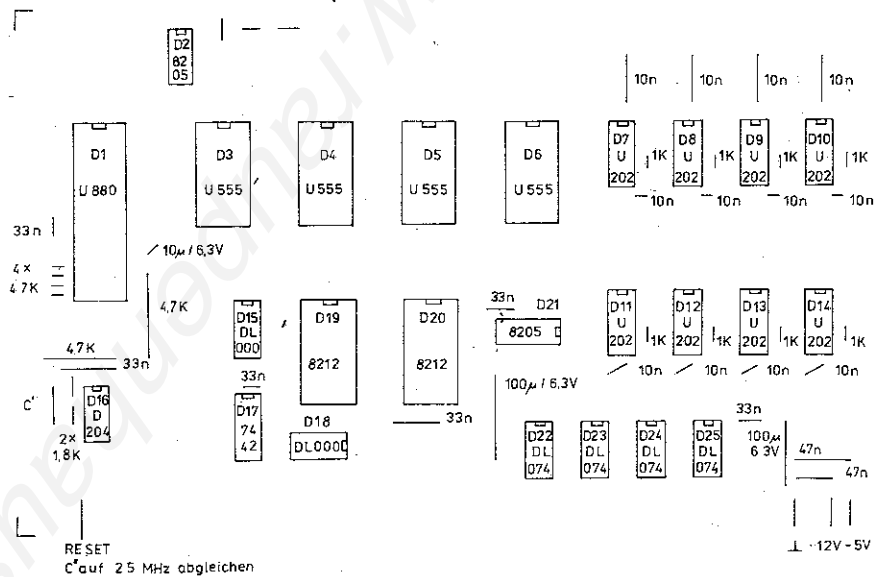 D2
82
05
10n 10n 10n 10n
D1
U 880
D3
U 555
D4
U 555
D5
U 555
D6
U 555
D7
U
202
1K
D8
U
202
1K
D9
U
202
1K
D10
U
202
1K
10n 10n 10n 10n
33n
10µ / 6,3V
4 x
4.7K
4,7K
D15
DL
000
D19
8212
D20
8212
33n
D21
8205
D11
U
202
1K
D12
U
202
1K
D13
U
202
1K
D14
U
202
1K
10n 10n 10n 10n
4,7K
33n
C*
D16
D
204
2x
1,8K
33n
D17
74
42
D18
DL000
33n
100µ / 6,3V
D22
DL
074
D23
DL
074
D24
DL
074
D25
DL
074
33n
100µ
6 3V
47n
47n
RESET
C* auf 2 5 MHz abgleichen
⊥ -12V -5V